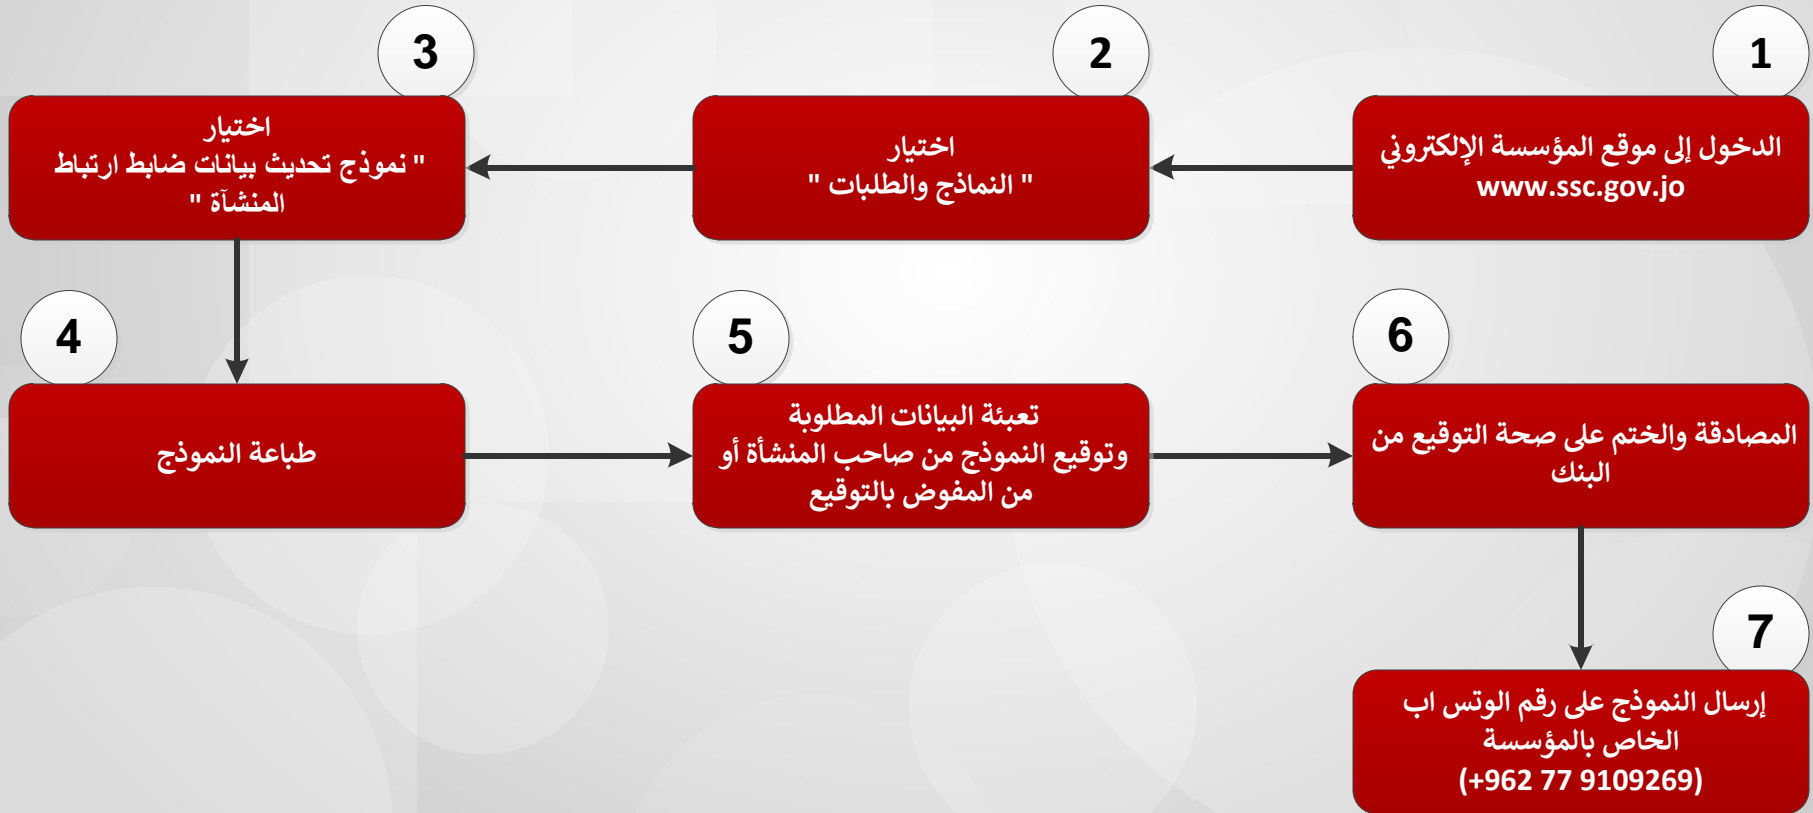 1
الدخول إلى موقع المؤسسة الإلكتروني
www.ssc.gov.jo
2
اختيار
" النماذج والطلبات "
3
اختيار
" نموذج تحديث بيانات ضابط ارتباط
المنشآة "
4
طباعة النموذج
5
تعبئة البيانات المطلوبة
وتوقيع النموذج من صاحب المنشأة أو
من المفوض بالتوقيع
6
المصادقة والختم على صحة التوقيع من
البنك
7
إرسال النموذج على رقم الوتس اب
الخاص بالمؤسسة
(+962 77 9109269)